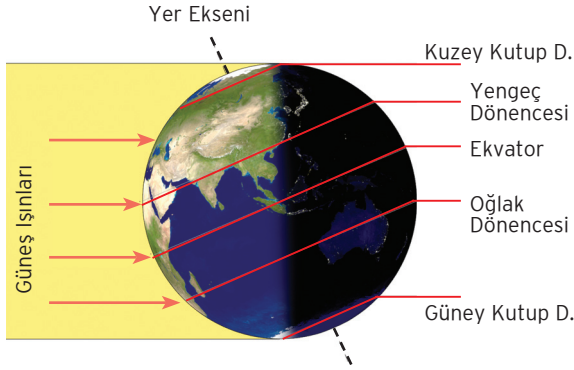 Yer Ekseni
Kuzey Kutup D.
Yengeç
Dönencesi
Ekvator
Oğlak
Dönencesi
Güney Kutup D.
Güneş Işınları